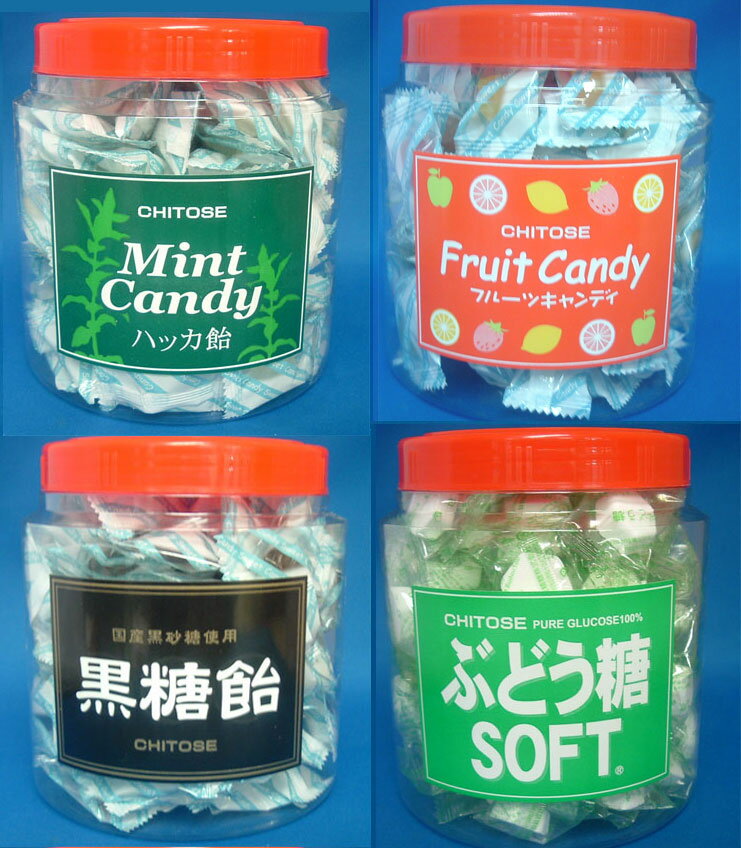 CHITOSE
Mint
Candy
ハッカ飴
CHITOSE
Fruit Candy
フルーツキャンディ
国産黒砂糖使用
黒糖飴
CHITOSE
CHITOSE PURE GLUCOSE100%
ぶどう糖
SOFT®